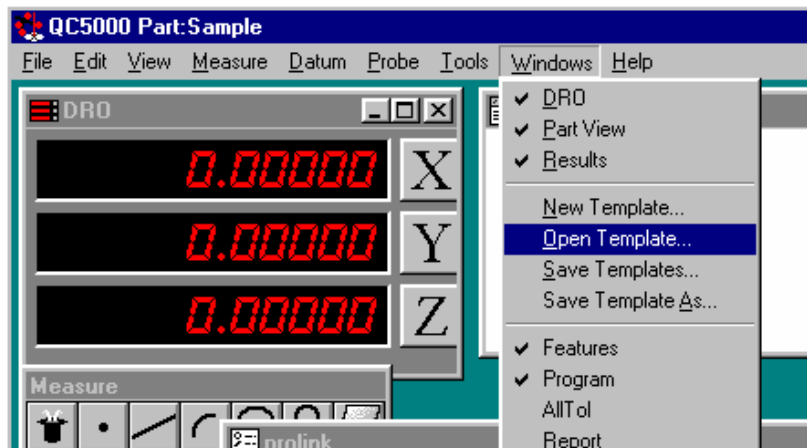 QC5000 Part:Sample
File Edit View Measure Datum Probe Tools Windows Help
DRO
0.00000 X
0.00000 Y
0.00000 Z
Measure
prolink
DRO
Part View
Results
New Template...
Open Template...
Save Templates...
Save Template As...
Features
Program
AllTol
Report